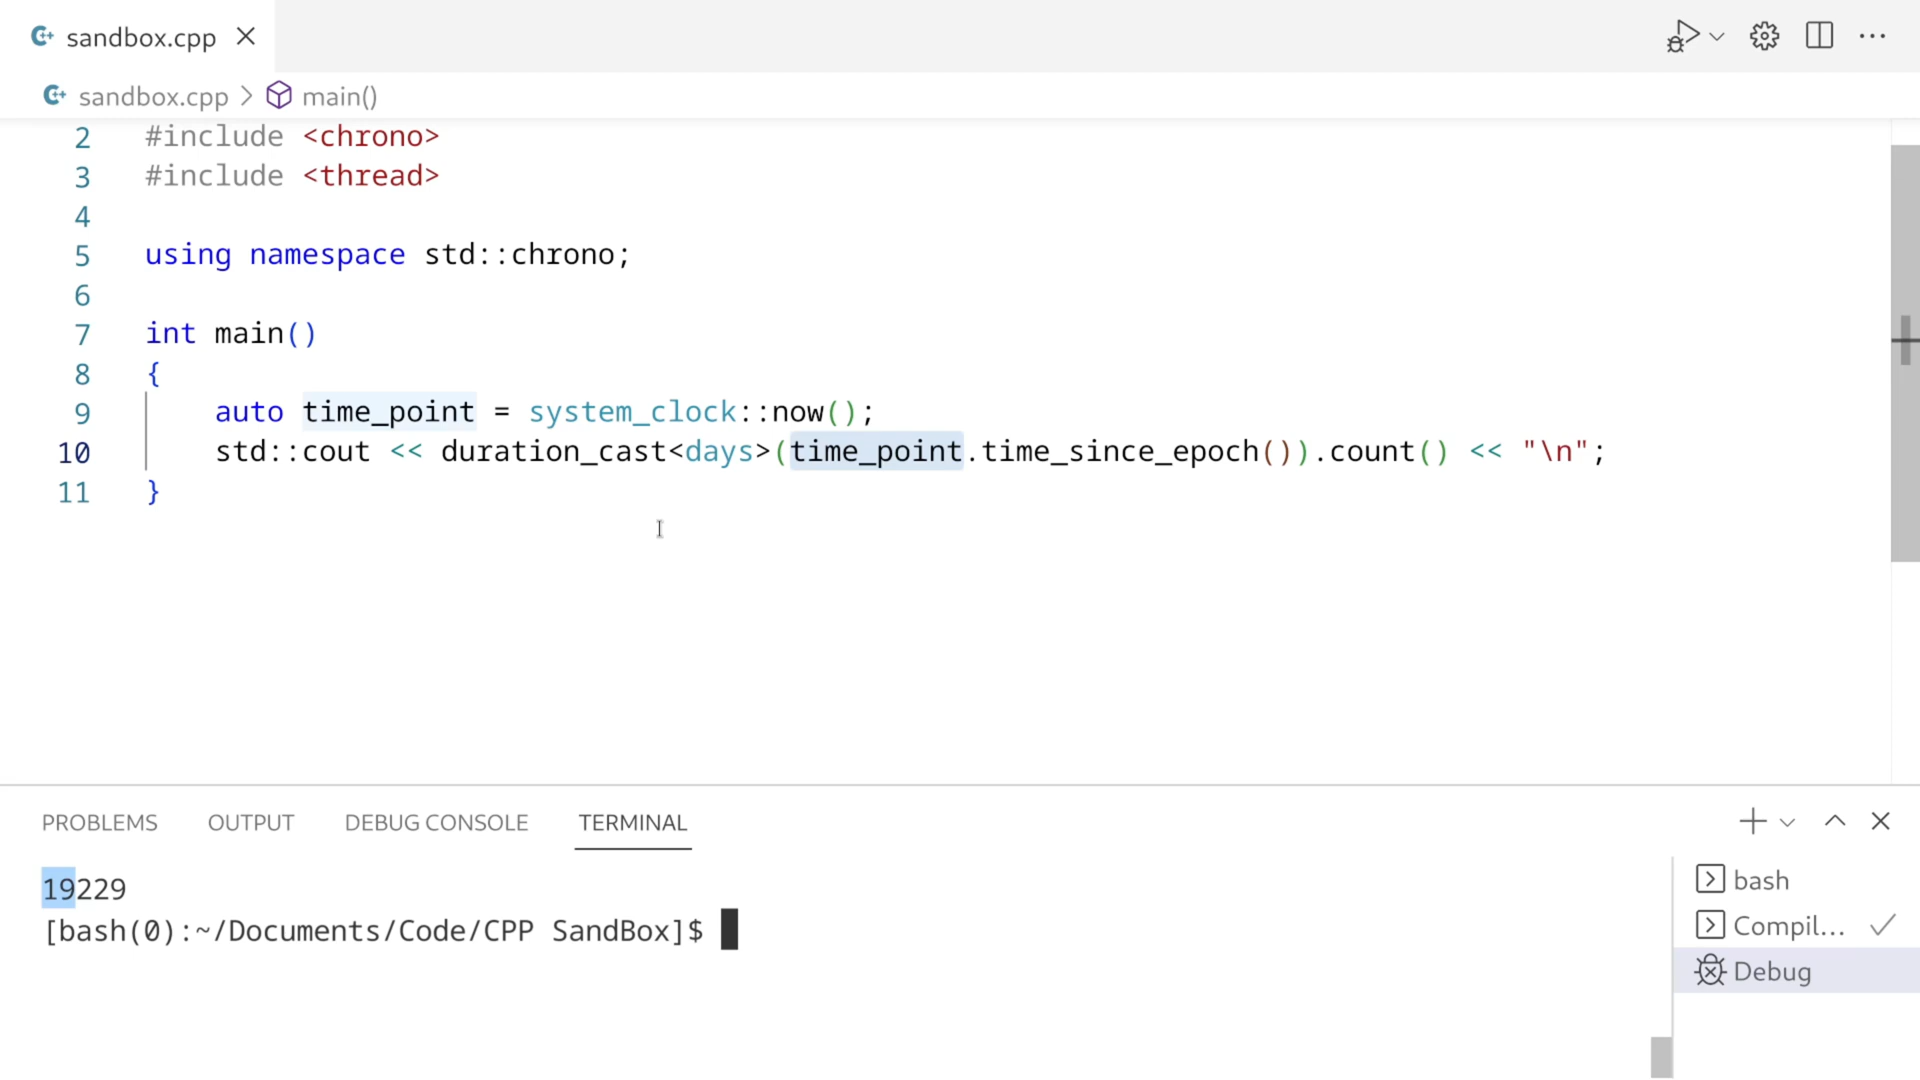 sandbox.cpp
sandbox.cpp > main()
2 #include <chrono>
3 #include <thread>
4
5 using namespace std::chrono;
6
7 int main()
8 {
9 auto time_point = system_clock::now();
10 std::cout << duration_cast<days>(time_point.time_since_epoch()).count() << "\n";
11 }
PROBLEMS OUTPUT DEBUG CONSOLE TERMINAL
19229
[bash(0):~/Documents/Code/CPP SandBox]$
bash
Compil...
Debug